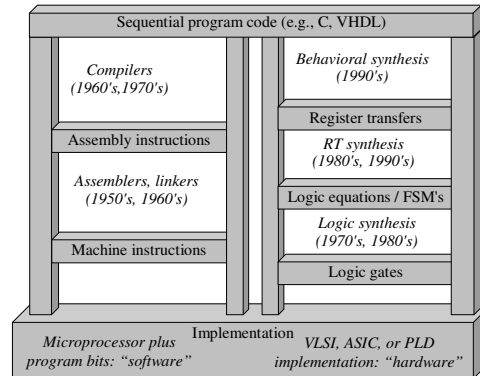 Sequential program code (e.g., C, VHDL)
Compilers
(1960's,1970's)
Assembly instructions
Assemblers, linkers
(1950's, 1960's)
Machine instructions
Behavioral synthesis
(1990's)
Register transfers
RT synthesis
(1980's, 1990's)
Logic equations / FSM's
Logic synthesis
(1970's, 1980's)
Logic gates
Implementation
Microprocessor plus
program bits: “software”
VLSI, ASIC, or PLD
implementation: “hardware”